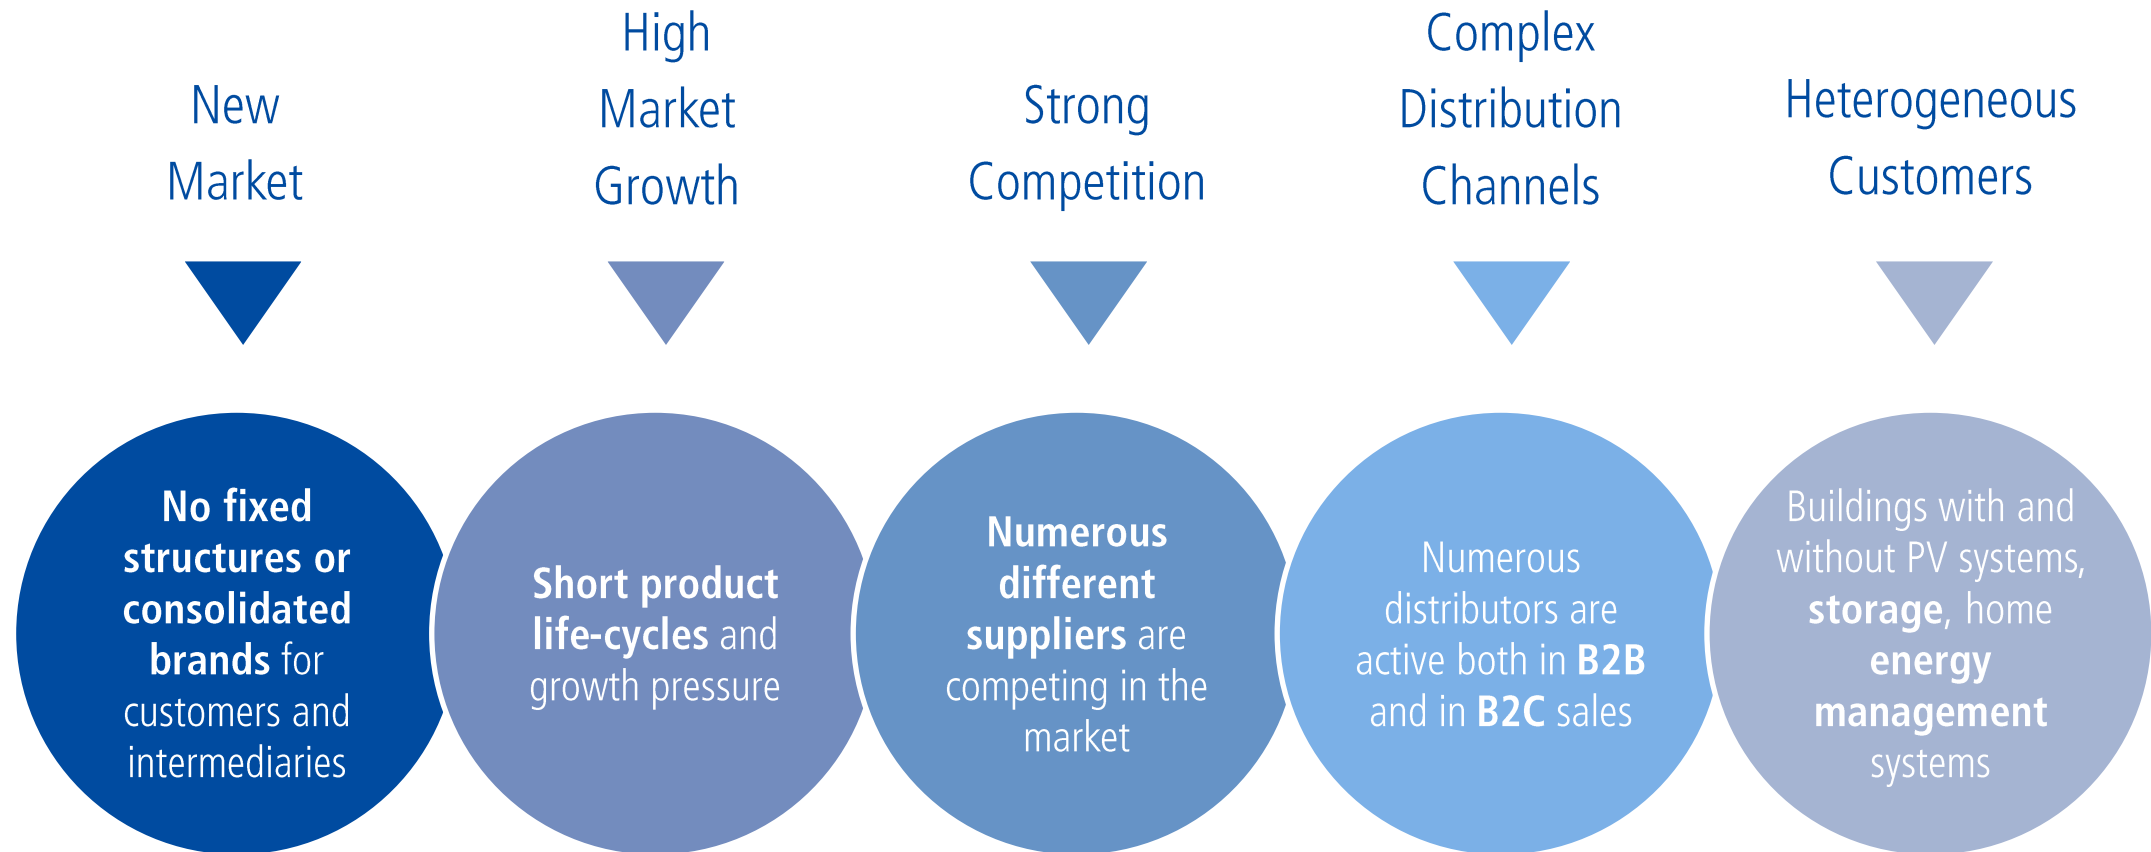 New
Market
High
Market
Growth
Strong
Competition
Complex
Distribution
Channels
Heterogeneous
Customers
No fixed
structures or
consolidated
brands for
customers and
intermediaries
Short product
life-cycles and
growth pressure
Numerous
different
suppliers are
competing in the
market
Numerous
distributors are
active both in B2B
and in B2C sales
Buildings with and
without PV systems,
storage, home
energy
management
systems